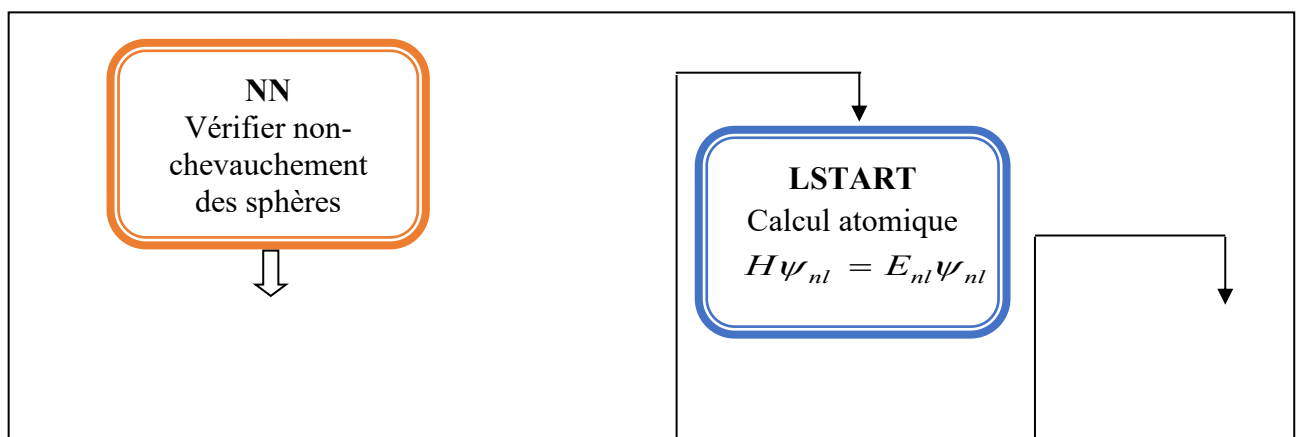 NN
Vérifier non-
chevauchement
des sphères
LSTART
Calcul atomique
Hψnl = Enlψnl